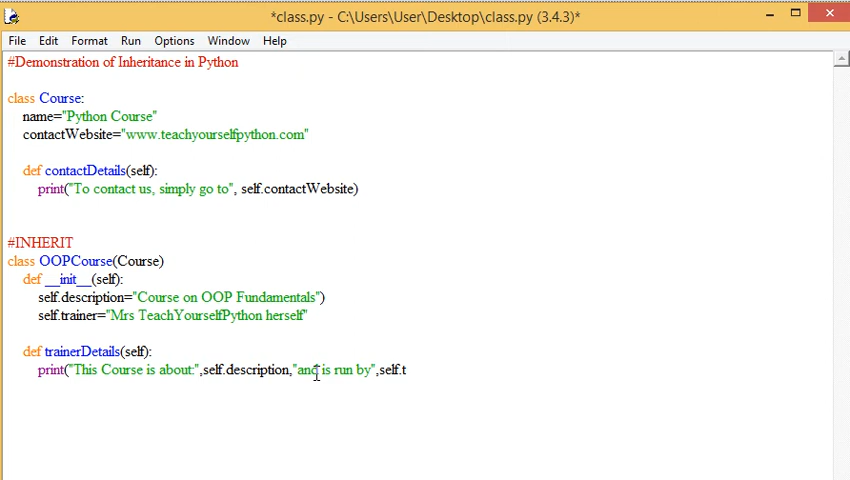 *class.py - C:\Users\User\Desktop\class.py (3.4.3)*
File Edit Format Run Options Window Help
#Demonstration of Inheritance in Python
class Course:
name="Python Course"
contactWebsite="www.teachyourselfpython.com"
def contactDetails(self):
print("To contact us, simply go to", self.contactWebsite)
#INHERIT
class OOPCourse(Course)
def __init__(self):
self.description="Course on OOP Fundamentals")
self.trainer="Mrs TeachYourselfPython herself"
def trainerDetails(self):
print("This Course is about:",self.description,"and is run by",self.t